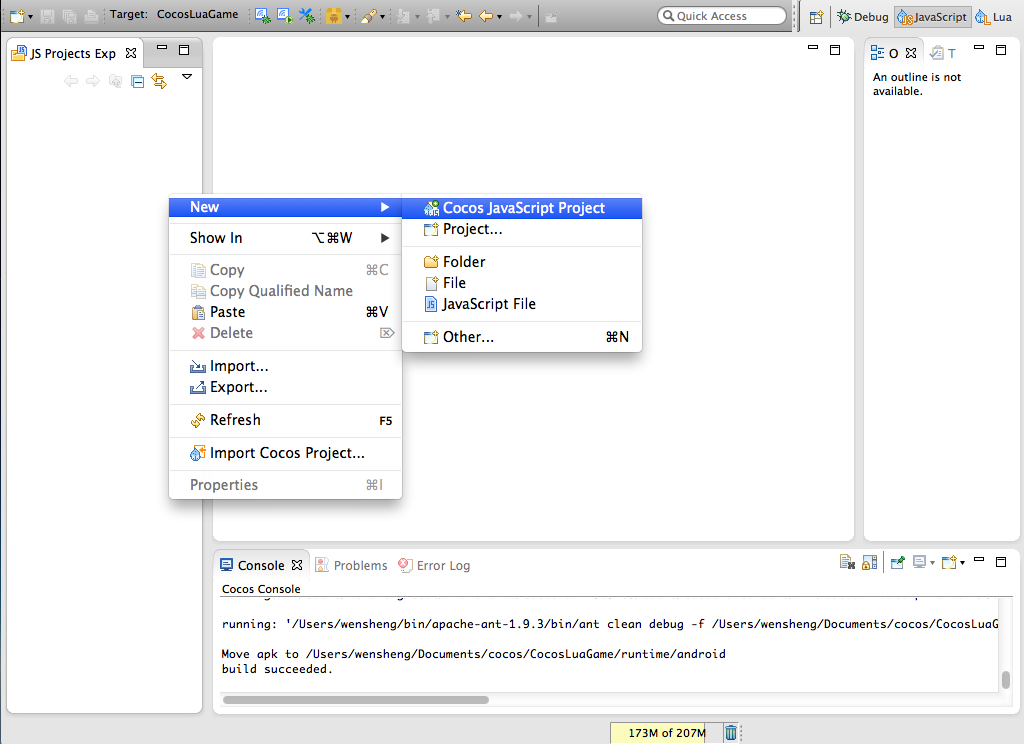 Target: CocosLuaGame
Quick Access
Debug
JavaScript
Lua
JS Projects Exp
O
T
An outline is not
available.
New
Show In ⌥⌘W
Copy ⌘C
Copy Qualified Name
Paste ⌘V
Delete ⌦
Import...
Export...
Refresh F5
Import Cocos Project...
Properties ⌘I
Cocos JavaScript Project
Project...
Folder
File
JavaScript File
Other... ⌘N
Console
Problems
Error Log
Cocos Console
running: '/Users/wensheng/bin/apache-ant-1.9.3/bin/ant clean debug -f /Users/wensheng/Documents/cocos/CocosLuaG
Move apk to /Users/wensheng/Documents/cocos/CocosLuaGame/runtime/android
build succeeded.
173M of 207M